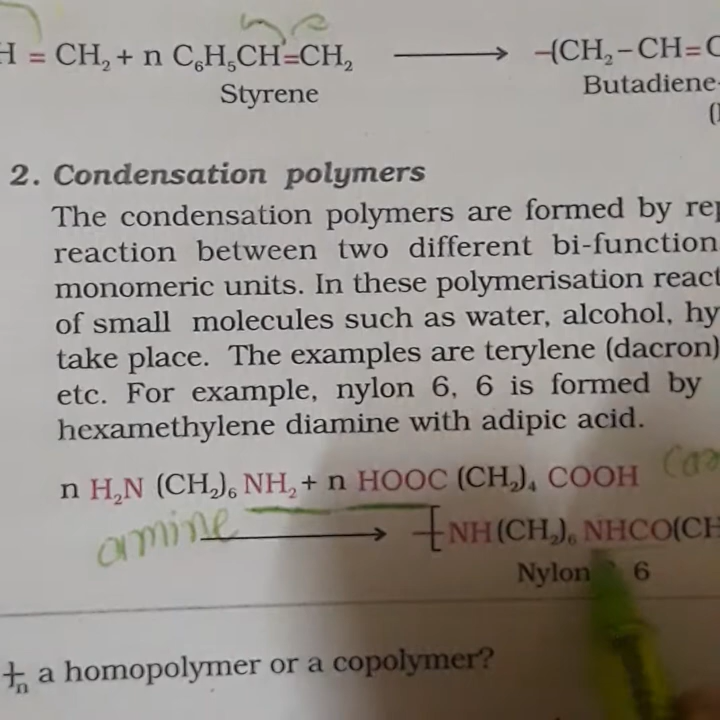 H = CH₂ + n C₆H₅CH=CH₂ ⟶ –(CH₂–CH=C
Styrene
Butadiene-
2. Condensation polymers
The condensation polymers are formed by rep
reaction between two different bi-function
monomeric units. In these polymerisation react
of small molecules such as water, alcohol, hy
take place. The examples are terylene (dacron)
etc. For example, nylon 6, 6 is formed by
hexamethylene diamine with adipic acid.
n H₂N (CH₂)₆ NH₂ + n HOOC (CH₂)₄ COOH
amine ⟶ [NH(CH₂)₆ NHCO(CH
Nylon 6
]ₙ a homopolymer or a copolymer?